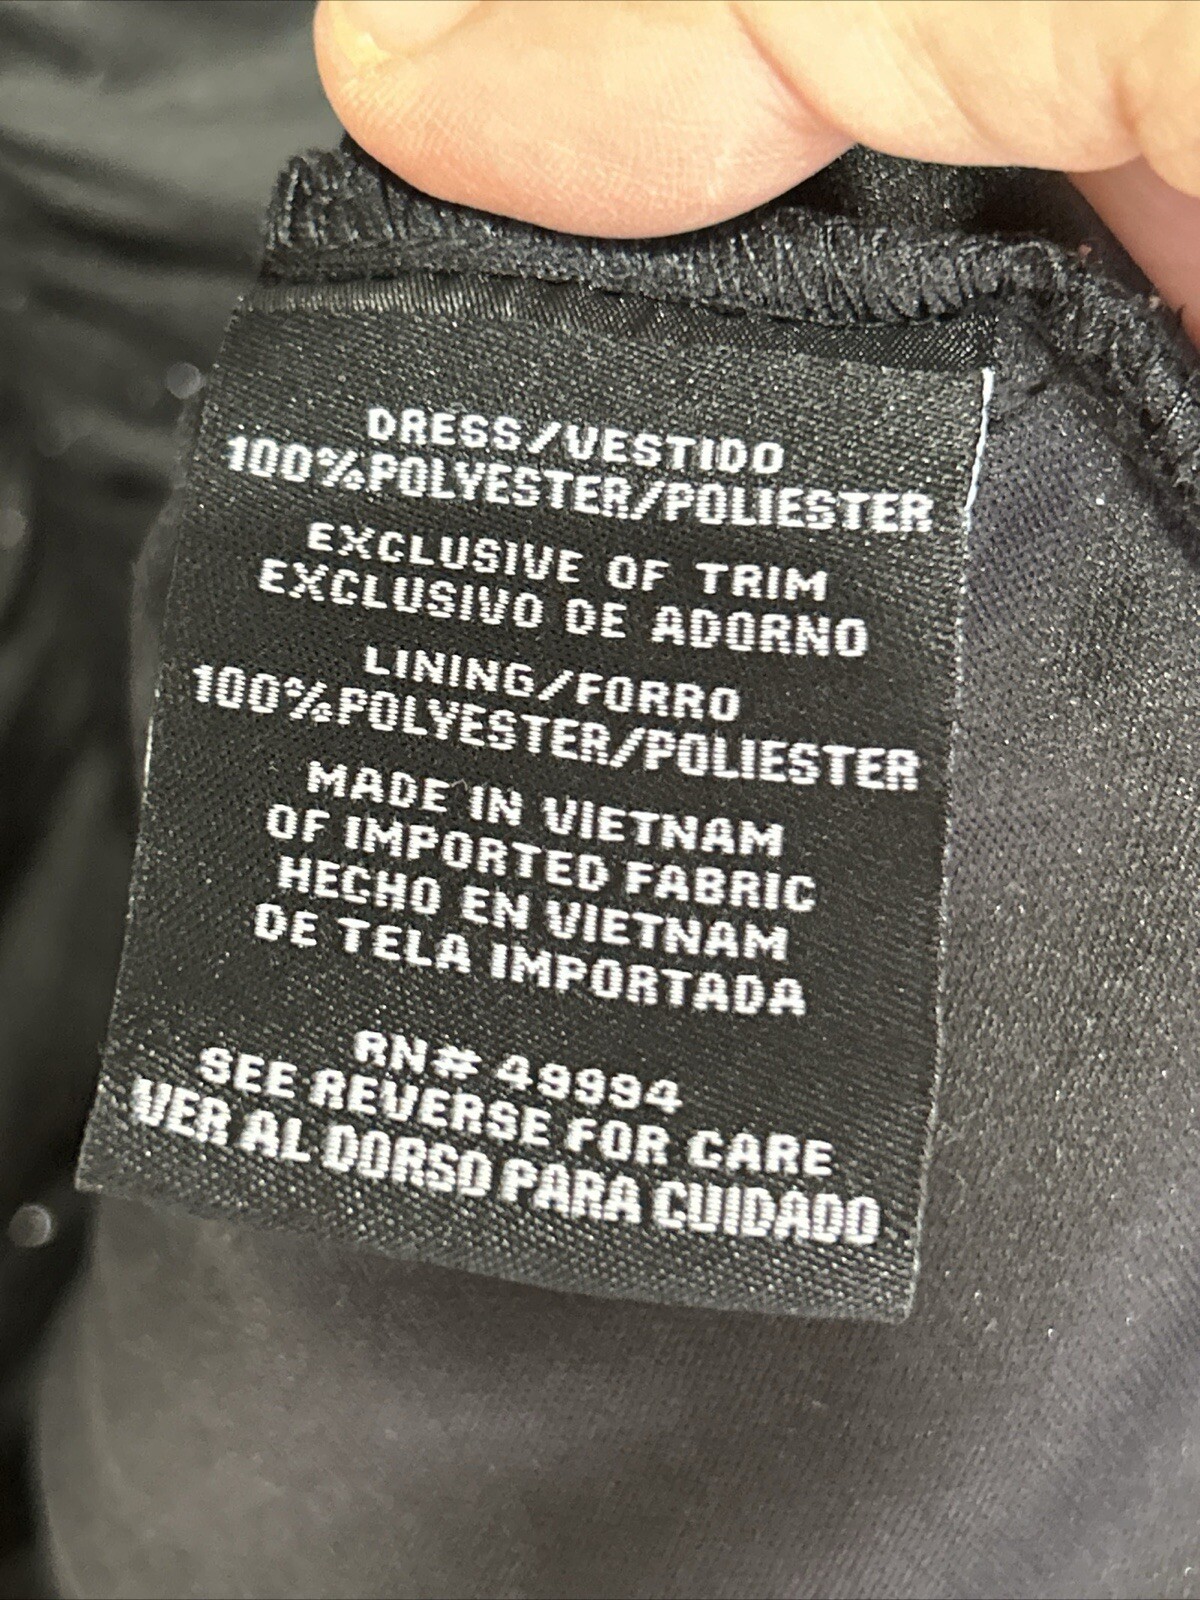 DRESS/VESTIDO
100%POLYESTER/POLIESTER
EXCLUSIVE OF TRIM
EXCLUSIVO DE ADORNO
LINING/FORRO
100%POLYESTER/POLIESTER
MADE IN VIETNAM
OF IMPORTED FABRIC
HECHO EN VIETNAM
DE TELA IMPORTADA
RN# 49994
SEE REVERSE FOR CARE
VER AL DORSO PARA CUIDADO